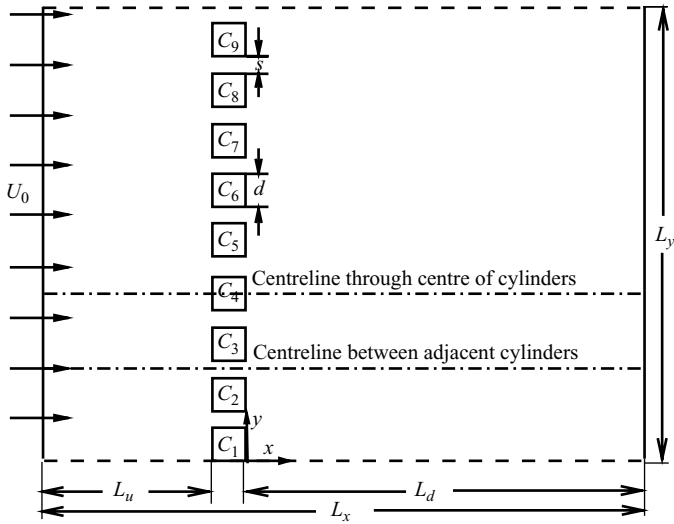 C9
s
C8
C7
U0
C6
d
C5
Ly
Centreline through centre of cylinders
C4
C3
Centreline between adjacent cylinders
C2
y
C1
x
Lu
Ld
Lx